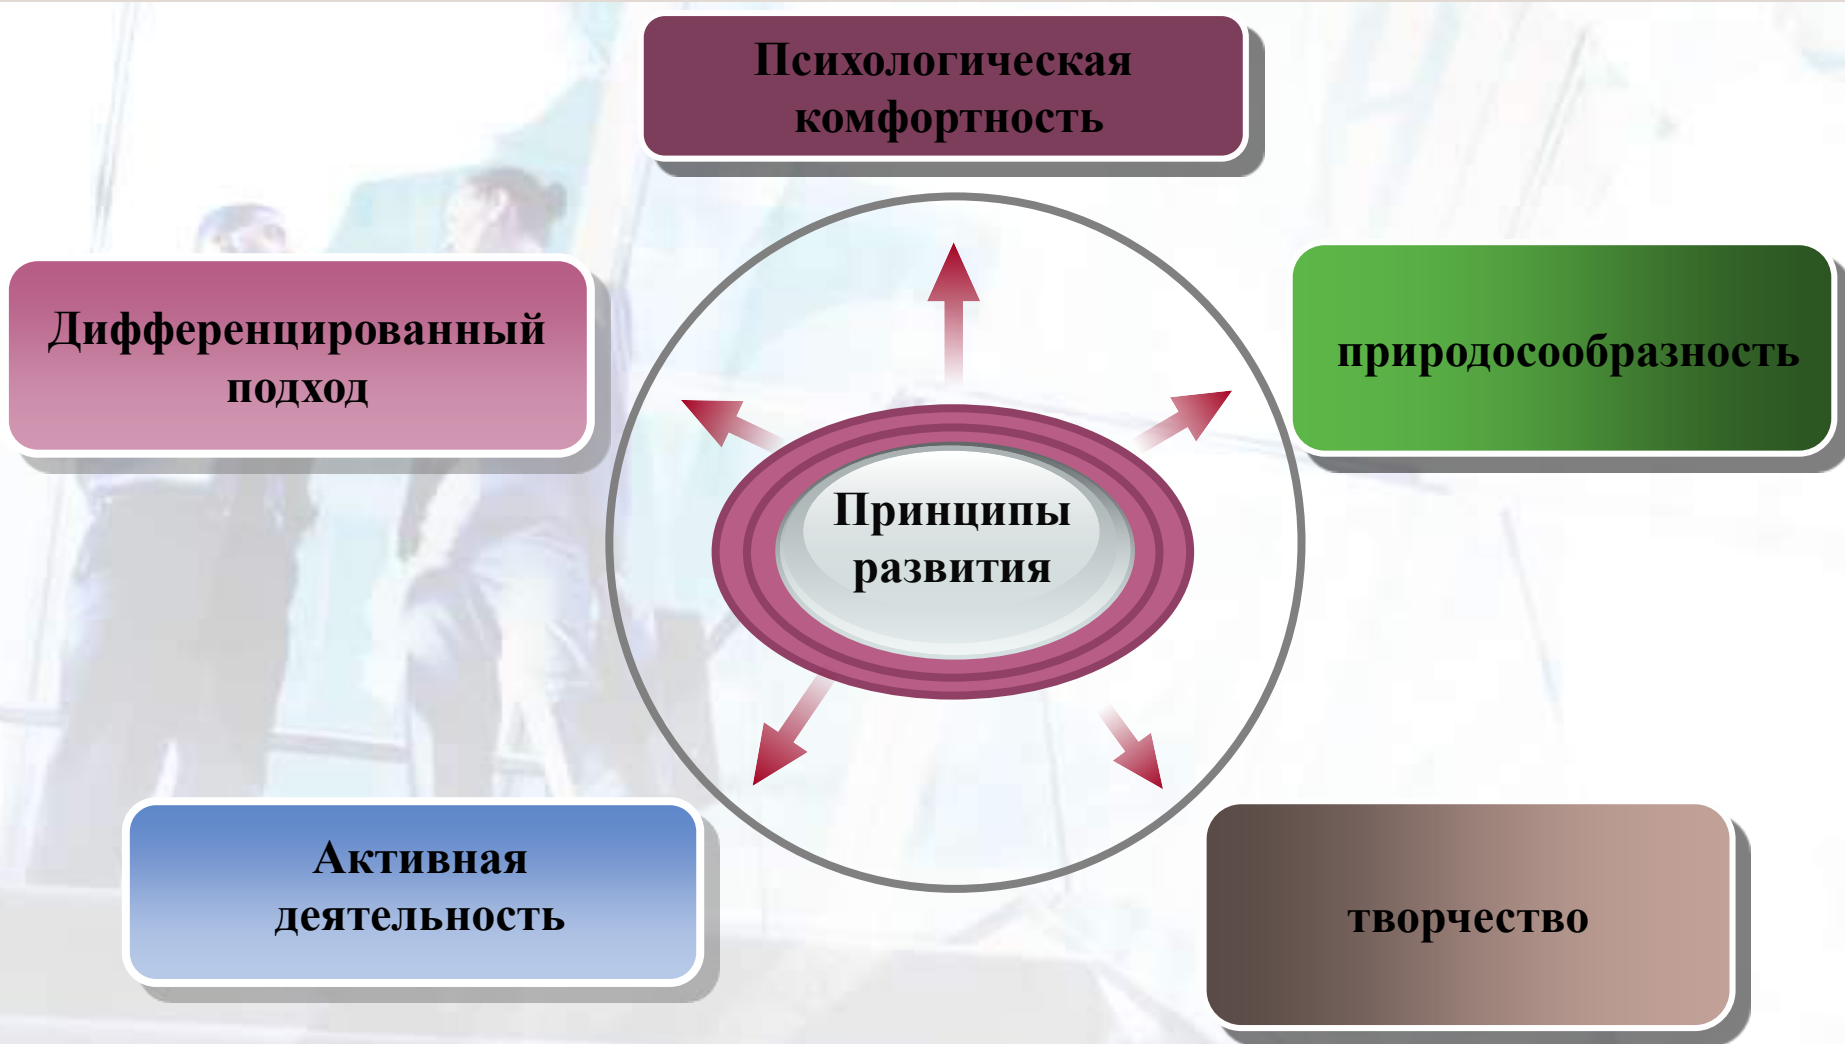 Психологическая
комфортность
Дифференцированный
подход
природосообразность
Принципы
развития
Активная
деятельность
творчество